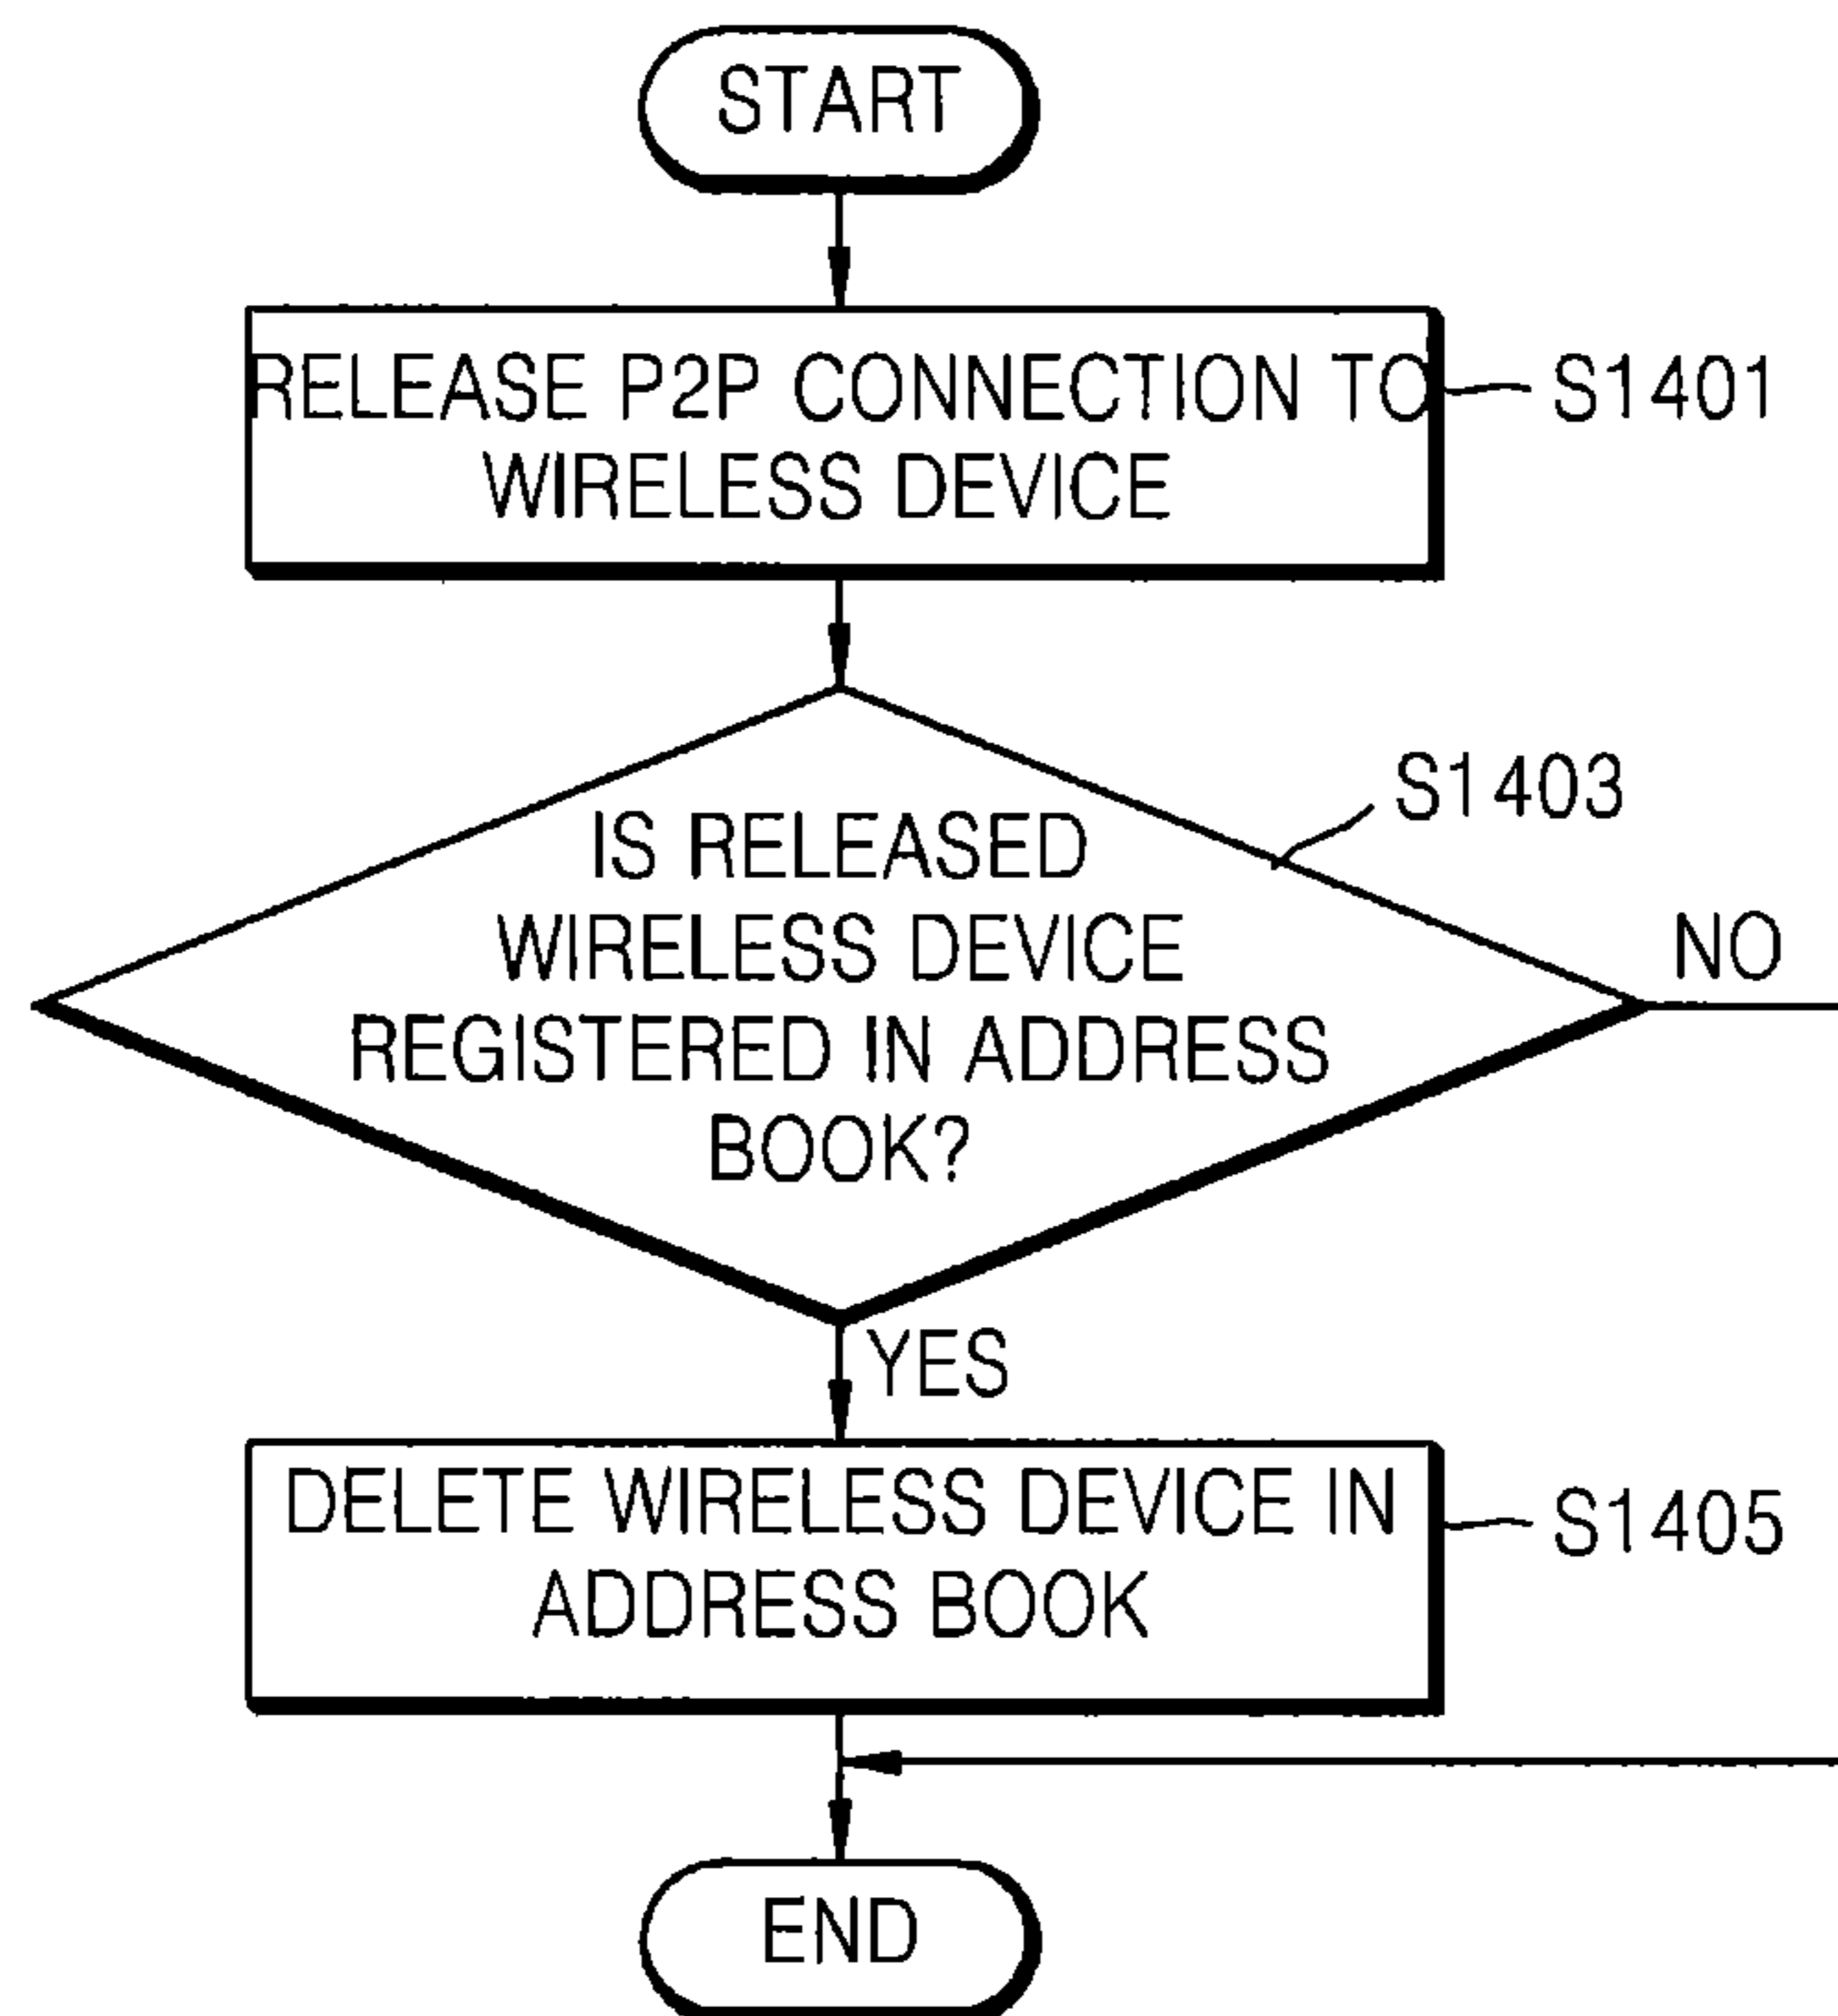 START
RELEASE P2P CONNECTION TO
WIRELESS DEVICE
S1401
S1403
IS RELEASED
WIRELESS DEVICE
REGISTERED IN ADDRESS
BOOK?
NO
YES
DELETE WIRELESS DEVICE IN
ADDRESS BOOK
S1405
END